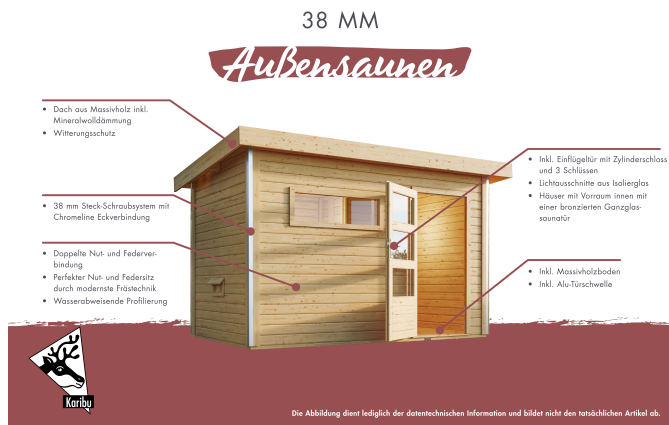 38 MM
Außensaunen
• Dach aus Massivholz inkl.
Mineralwolldämmung
• Witterungsschutz
• 38 mm Steck-Schraubsystem mit
Chromeline Eckverbindung
• Doppelte Nut- und Federver-
bindung
• Perfekter Nut- und Federsitz
durch modernste Frästechnik
• Wasserabweisende Profilierung
• Inkl. Einflügeltür mit Zylinderschloss
und 3 Schlüssen
• Lichtausschnitte aus Isolierglas
• Häuser mit Vorraum innen mit
einer bronzierten Ganzglas-
saunatür
• Inkl. Massivholzboden
• Inkl. Alu-Türschwelle
Karibu
Die Abbildung dient lediglich der datentechnischen Information und bildet nicht den tatsächlichen Artikel ab.